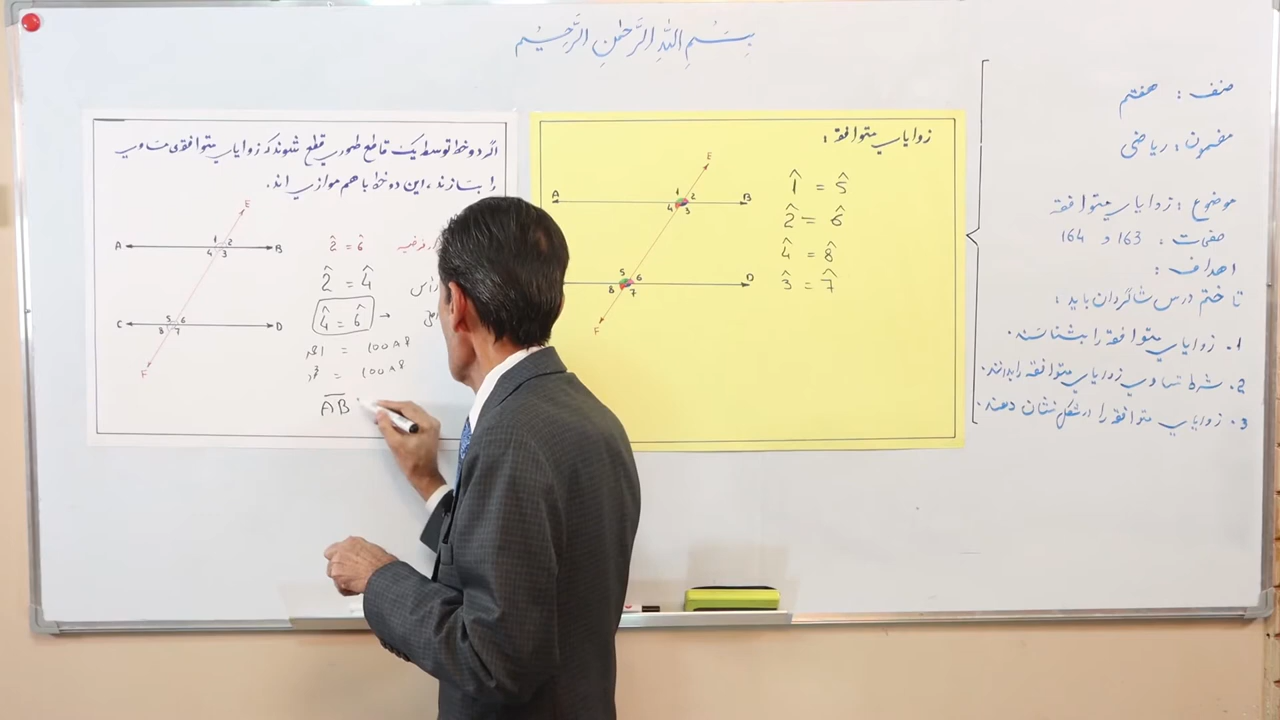 بِسْمِ اللهِ الرَّحْمٰنِ الرَّحِيْمِ
صنف : هفتم
مضمون : ریاضی
موضوع : زوایای متوافقه
صفحات : 163 و 164
اهداف :
تا ختم درس شاگردان باید :
1. زوایای متوافقه را بشناسند.
2. شرط تساوی زوایای متوافقه را بدانند.
3. زوایای متوافقه را در شکل نشان دهند.
زوایای متوافقه :
E
A 1 2 B
4 3
5 6 D
8 7
F
1̂ = 5̂
2̂ = 6̂
4̂ = 8̂
3̂ = 7̂
اگر دو خط توسط یک قاطع طوری قطع شوند که زوایای متوافقهٔ مساوی
را بسازند ، این دو خط با هم موازی اند.
E
A 1 2 B
4 3
C 5 6 D
8 7
F
2̂ = 6̂
2̂ = 4̂
4̂ = 6̂ →
AB